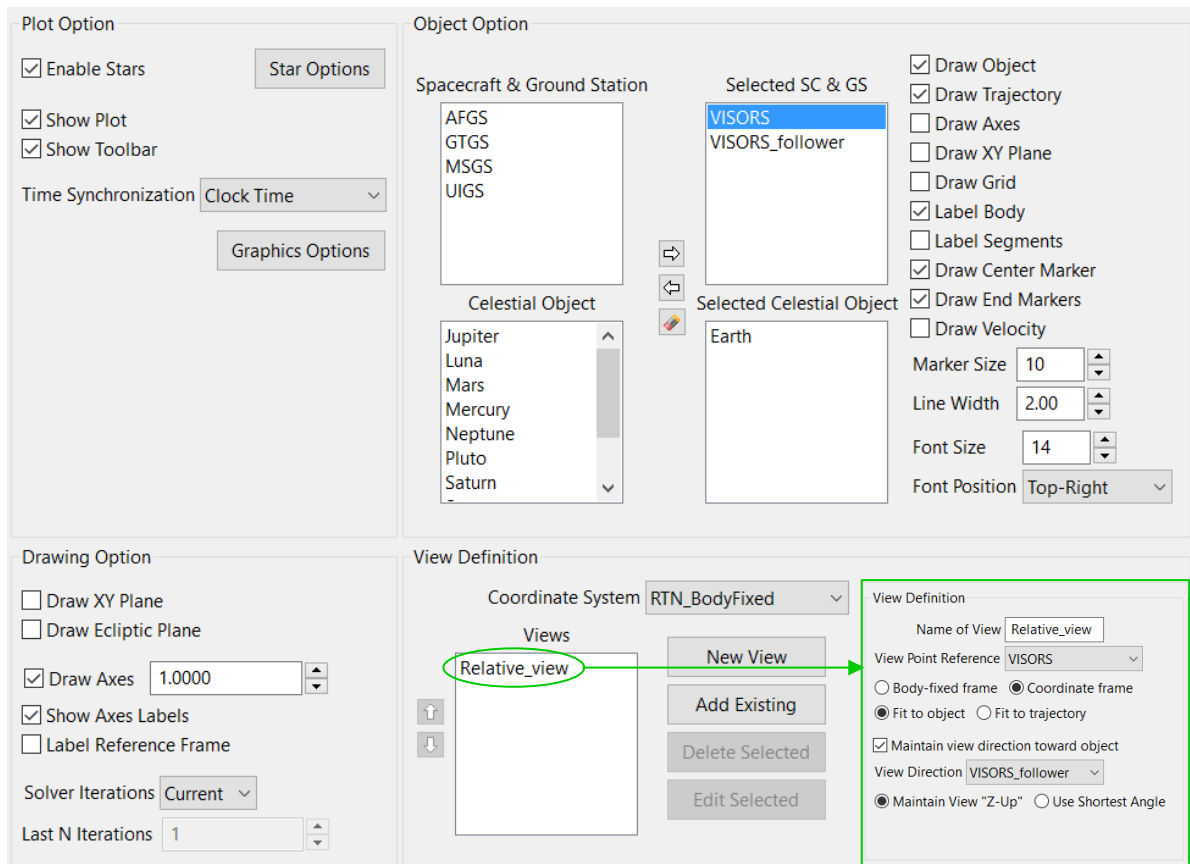 Plot Option
Enable Stars
Star Options
Show Plot
Show Toolbar
Time Synchronization Clock Time
Graphics Options
Object Option
Spacecraft & Ground Station
AFGS
GTGS
MSGS
UIGS
Selected SC & GS
VISORS
VISORS_follower
Celestial Object
Jupiter
Luna
Mars
Mercury
Neptune
Pluto
Saturn
Selected Celestial Object
Earth
Draw Object
Draw Trajectory
Draw Axes
Draw XY Plane
Draw Grid
Label Body
Label Segments
Draw Center Marker
Draw End Markers
Draw Velocity
Marker Size 10
Line Width 2.00
Font Size 14
Font Position Top-Right
Drawing Option
Draw XY Plane
Draw Ecliptic Plane
Draw Axes 1.0000
Show Axes Labels
Label Reference Frame
Solver Iterations Current
Last N Iterations 1
View Definition
Coordinate System RTN_BodyFixed
Views
Relative_view
New View
Add Existing
Delete Selected
Edit Selected
View Definition
Name of View Relative_view
View Point Reference VISORS
Body-fixed frame Coordinate frame
Fit to object Fit to trajectory
Maintain view direction toward object
View Direction VISORS_follower
Maintain View "Z-Up" Use Shortest Angle